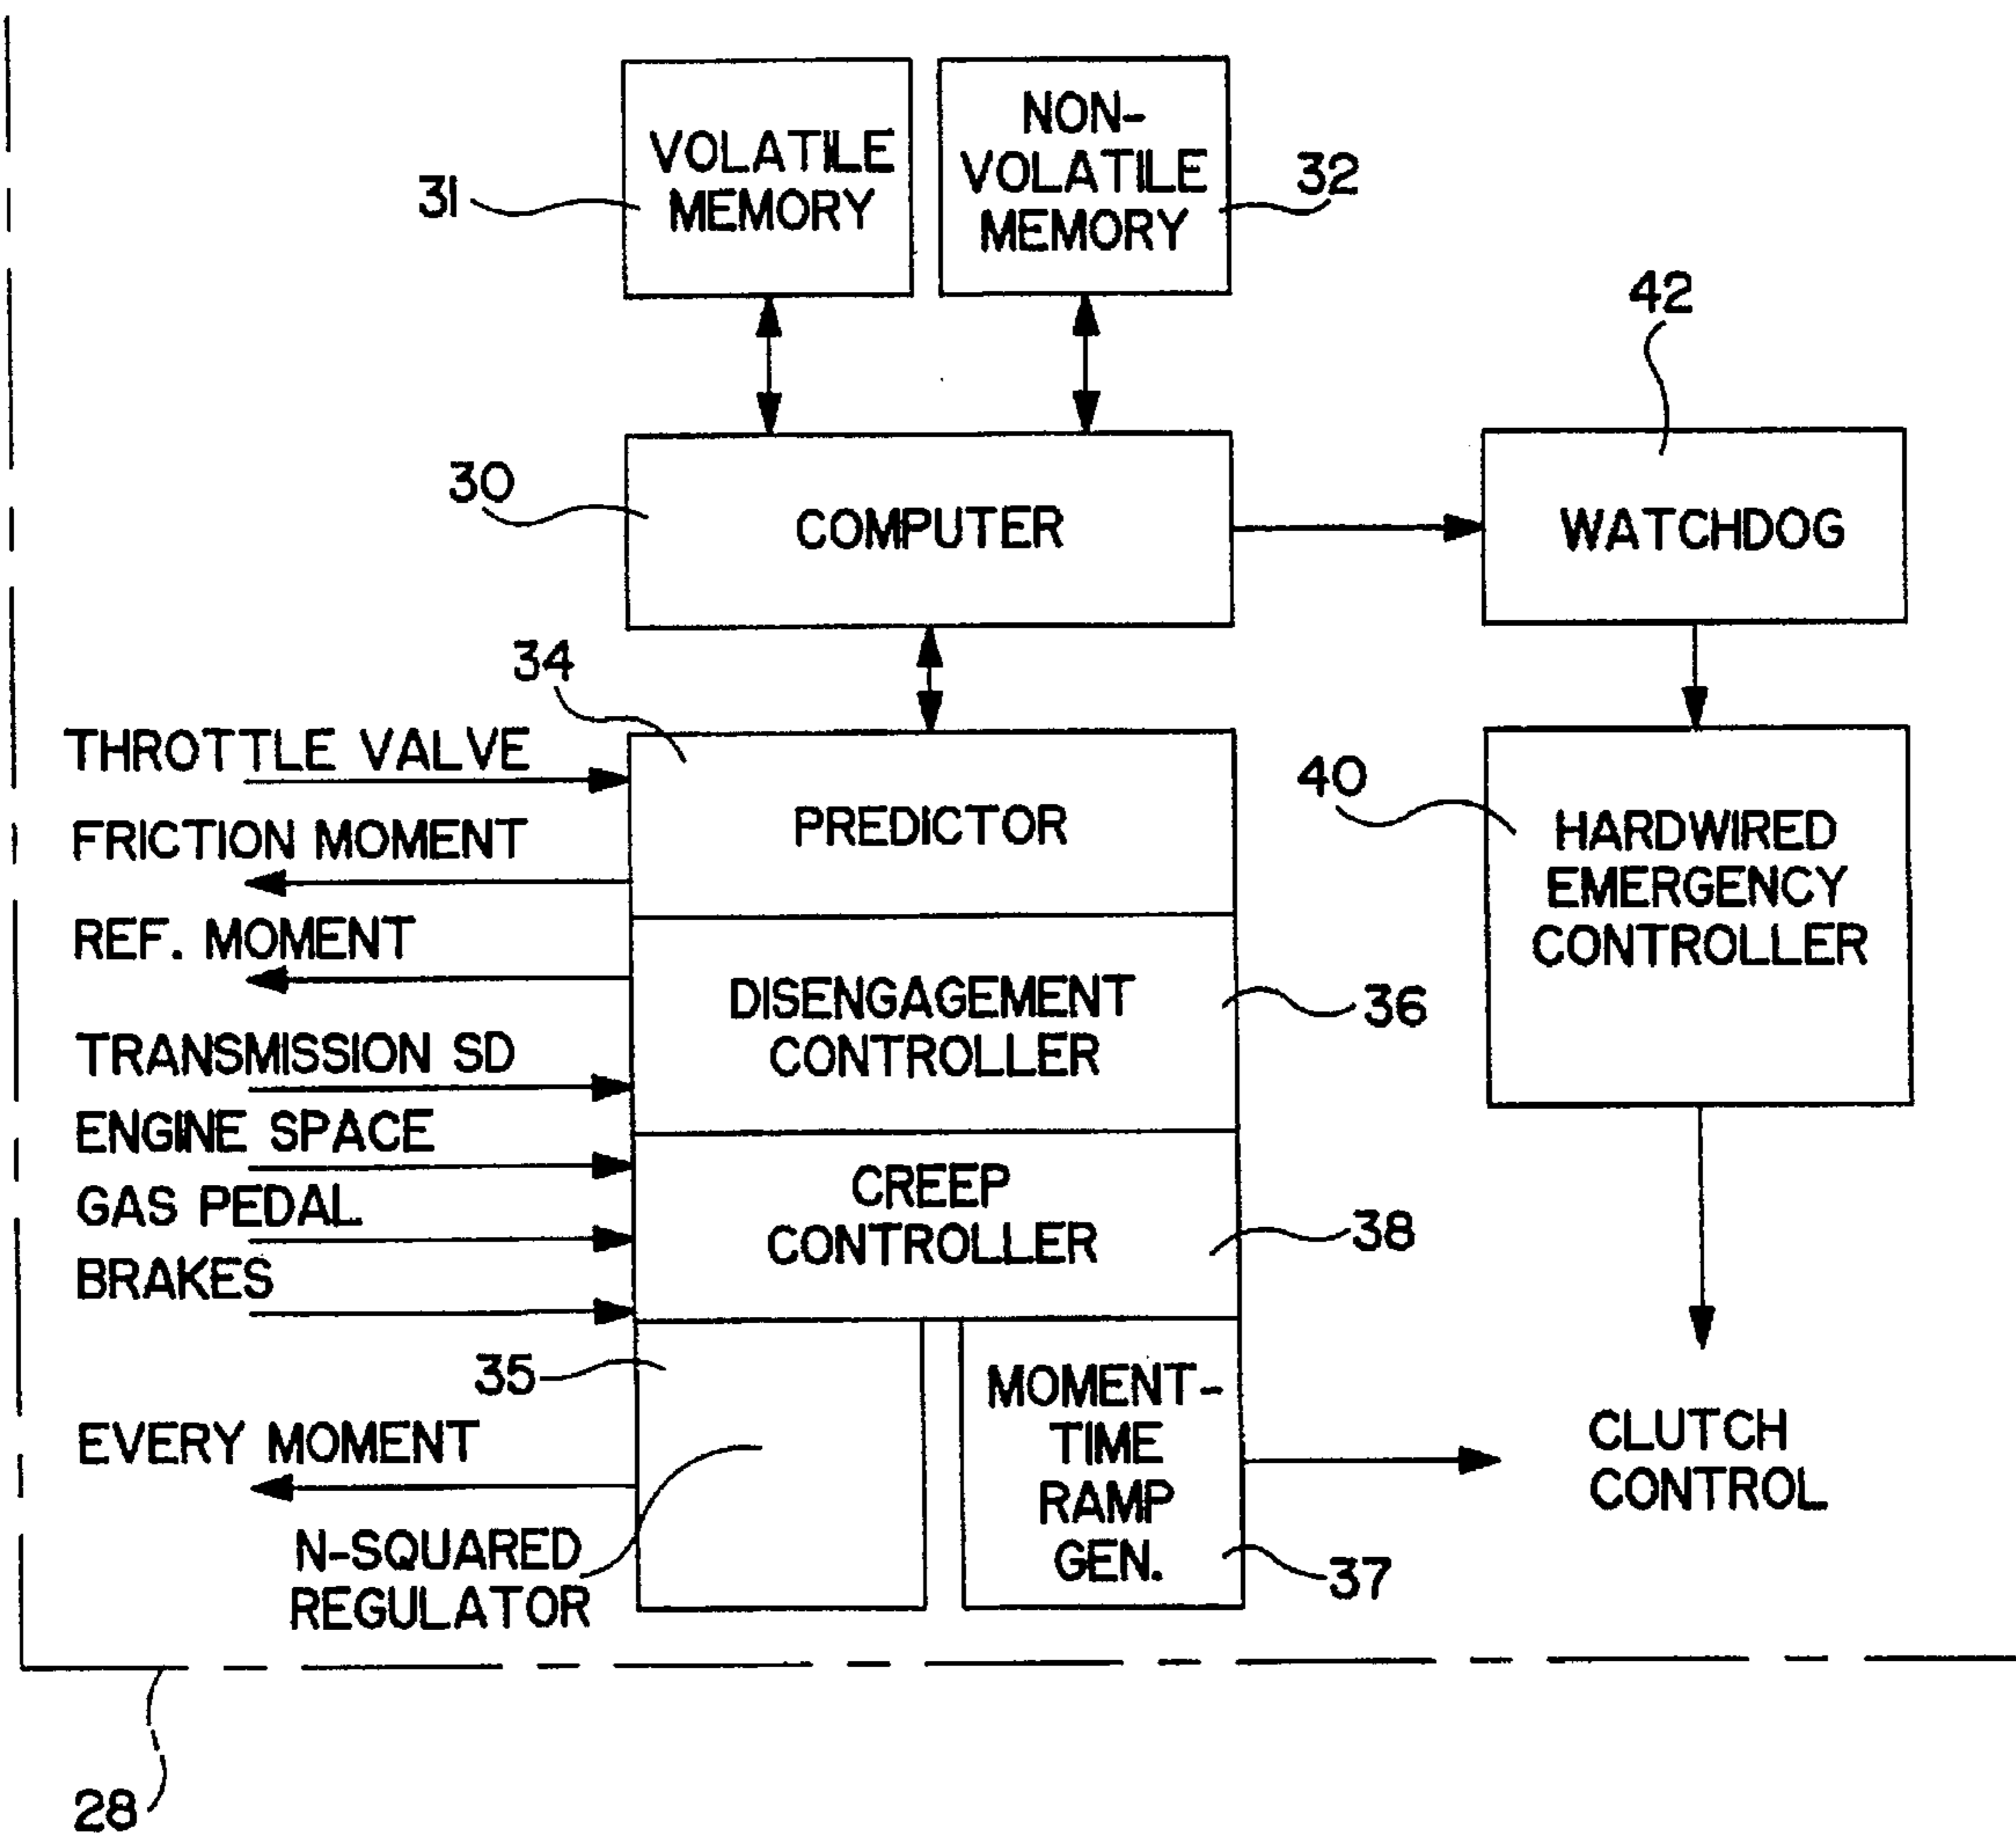 VOLATILE
MEMORY
31
NON-
VOLATILE
MEMORY
32
42
30
COMPUTER
WATCHDOG
34
THROTTLE VALVE
FRICTION MOMENT
REF. MOMENT
TRANSMISSION SD
ENGINE SPACE
GAS PEDAL
BRAKES
PREDICTOR
40
HARDWIRED
EMERGENCY
CONTROLLER
DISENGAGEMENT
CONTROLLER
36
CREEP
CONTROLLER
38
35
EVERY MOMENT
N-SQUARED
REGULATOR
MOMENT-
TIME
RAMP
GEN.
37
CLUTCH
CONTROL
28